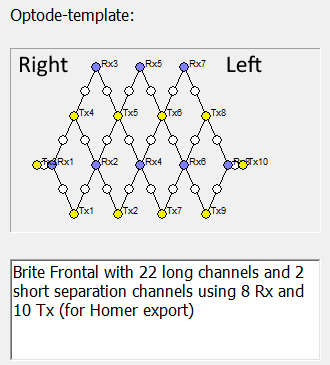 Optode-template:
Right Left
Rx3 Rx5 Rx7
Tx4 Tx5 Tx6 Tx8
Rx1 Rx2 Rx4 Rx6 Tx10
Tx1 Tx2 Tx7 Tx9
Brite Frontal with 22 long channels and 2
short separation channels using 8 Rx and
10 Tx (for Homer export)